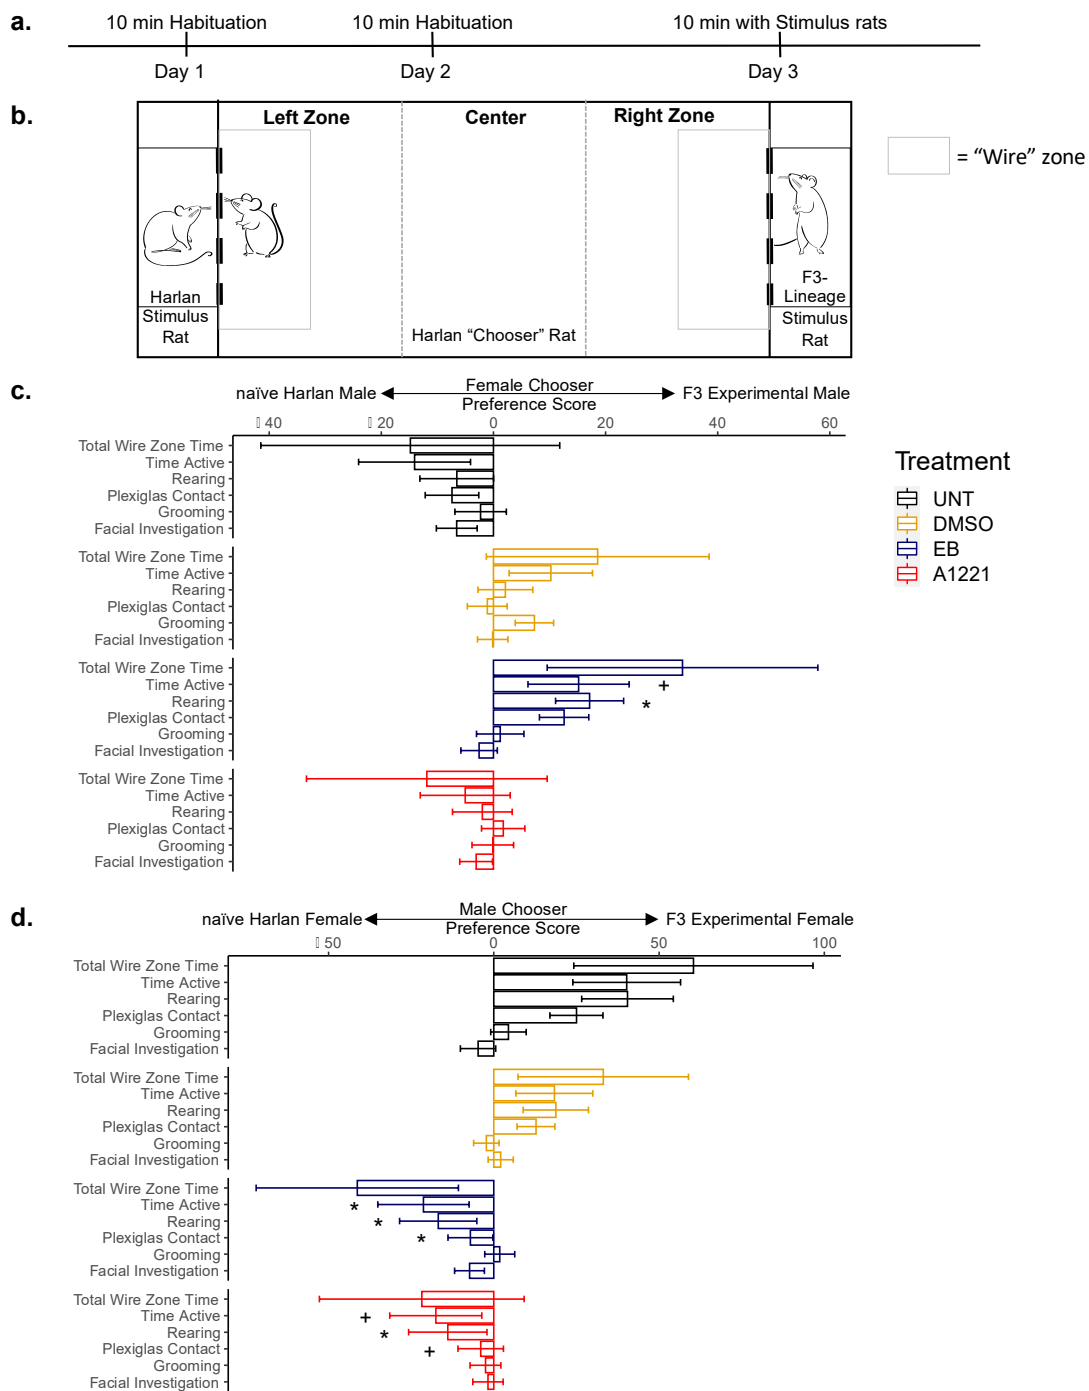 a.
10 min Habituation
10 min Habituation
10 min with Stimulus rats
Day 1
Day 2
Day 3
b.
Left Zone
Center
Right Zone
= “Wire” zone
Harlan
Stimulus
Rat
Harlan “Chooser” Rat
F3-
Lineage
Stimulus
Rat
c.
naïve Harlan Male
Female Chooser
Preference Score
F3 Experimental Male
40
20
0
20
40
60
Total Wire Zone Time
Time Active
Rearing
Plexiglas Contact
Grooming
Facial Investigation
Total Wire Zone Time
Time Active
Rearing
Plexiglas Contact
Grooming
Facial Investigation
Total Wire Zone Time
Time Active +
Rearing *
Plexiglas Contact
Grooming
Facial Investigation
Total Wire Zone Time
Time Active
Rearing
Plexiglas Contact
Grooming
Facial Investigation
Treatment
UNT
DMSO
EB
A1221
d.
naïve Harlan Female
Male Chooser
Preference Score
F3 Experimental Female
50
0
50
100
Total Wire Zone Time
Time Active
Rearing
Plexiglas Contact
Grooming
Facial Investigation
Total Wire Zone Time
Time Active
Rearing
Plexiglas Contact
Grooming
Facial Investigation
Total Wire Zone Time
Time Active *
Rearing *
Plexiglas Contact *
Grooming
Facial Investigation
Total Wire Zone Time
Time Active +
Rearing *
Plexiglas Contact +
Grooming
Facial Investigation